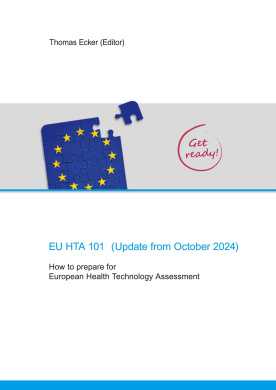 Thomas Ecker (Editor)
Get
ready!
EU HTA 101 (Update from October 2024)
How to prepare for
European Health Technology Assessment